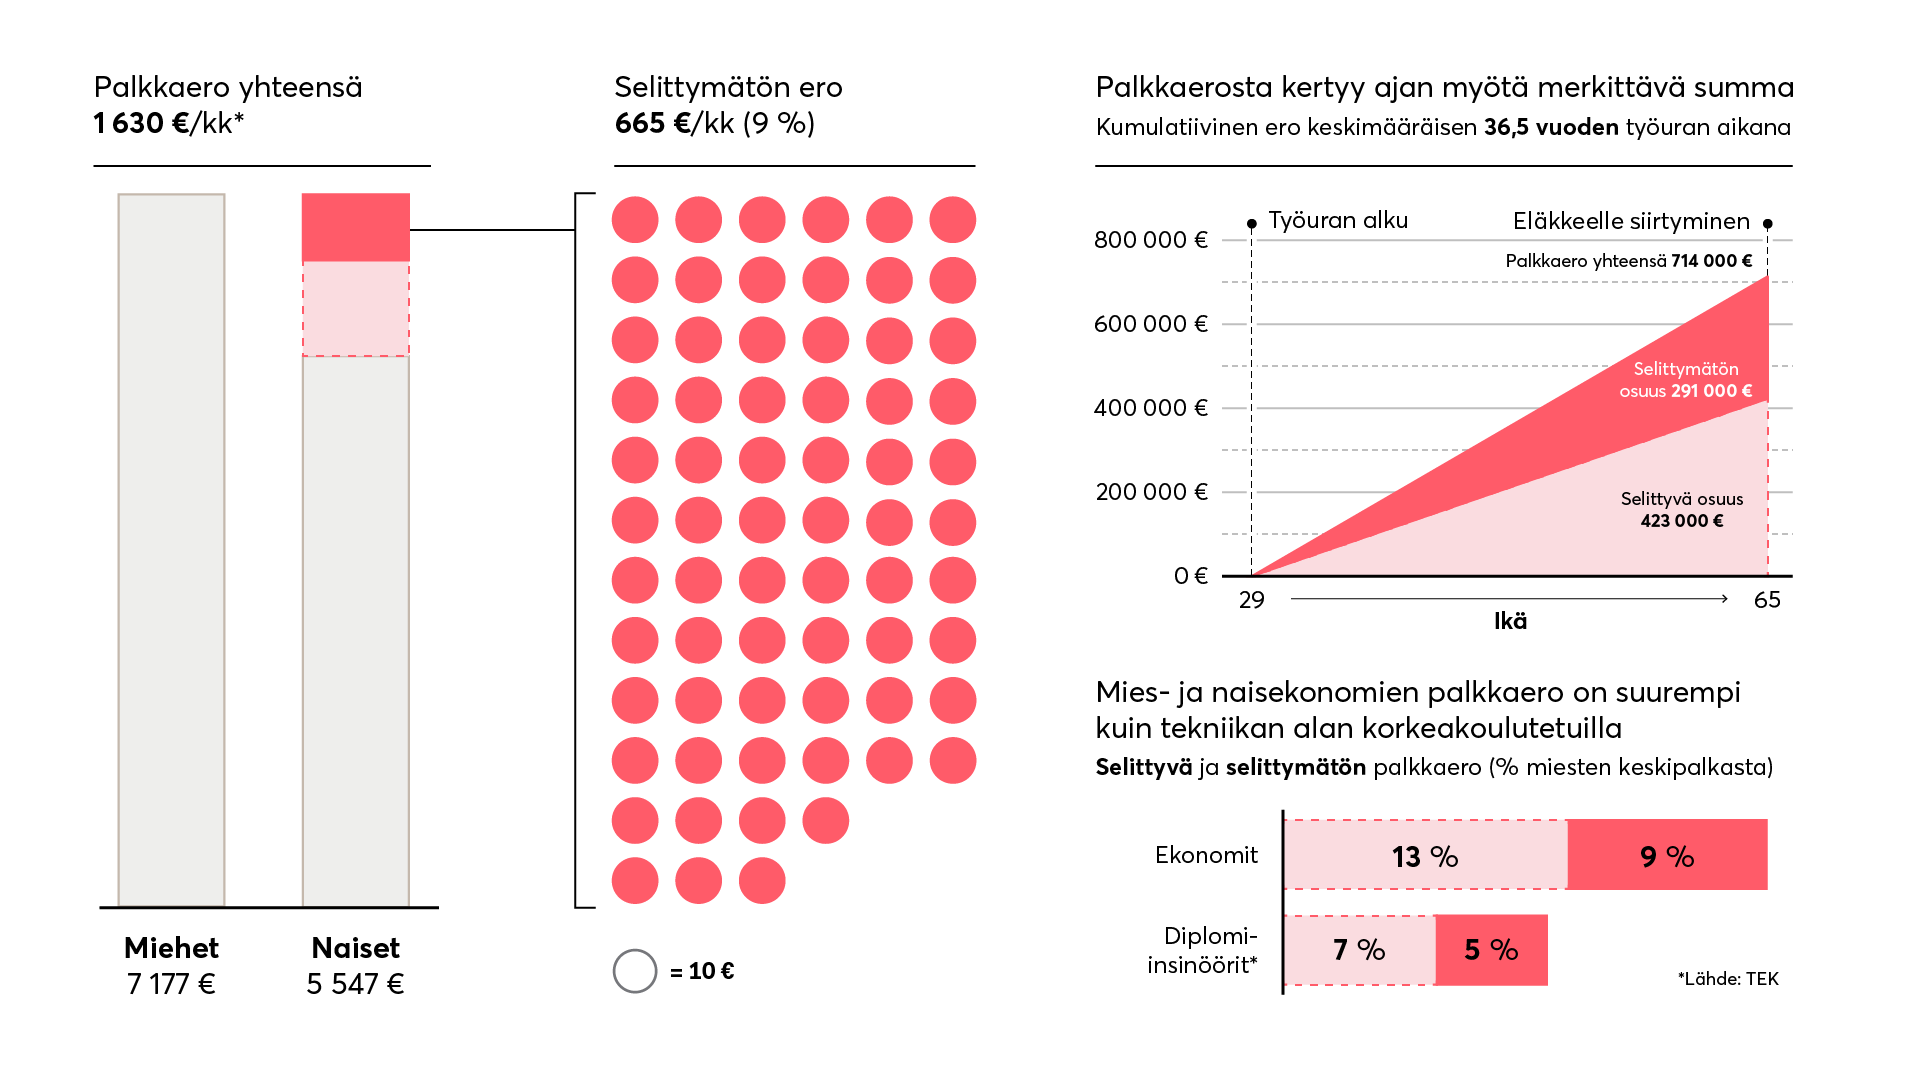 Palkkaero yhteensä
1 630 €/kk*
Miehet
7 177 €
Naiset
5 547 €
Selittymätön ero
665 €/kk (9 %)
= 10 €
Palkkaerosta kertyy ajan myötä merkittävä summa
Kumulatiivinen ero keskimääräisen 36,5 vuoden työuran aikana
Työuran alku
Eläkkeelle siirtyminen
800 000 €
Palkkaero yhteensä 714 000 €
600 000 €
Selittymätön
osuus 291 000 €
400 000 €
200 000 €
Selittyvä osuus
423 000 €
0 €
29
65
Ikä
Mies- ja naisekonomien palkkaero on suurempi
kuin tekniikan alan korkeakoulutetuilla
Selittyvä ja selittymätön palkkaero (% miesten keskipalkasta)
Ekonomit
13 %
9 %
Diplomi-
insinöörit*
7 %
5 %
*Lähde: TEK